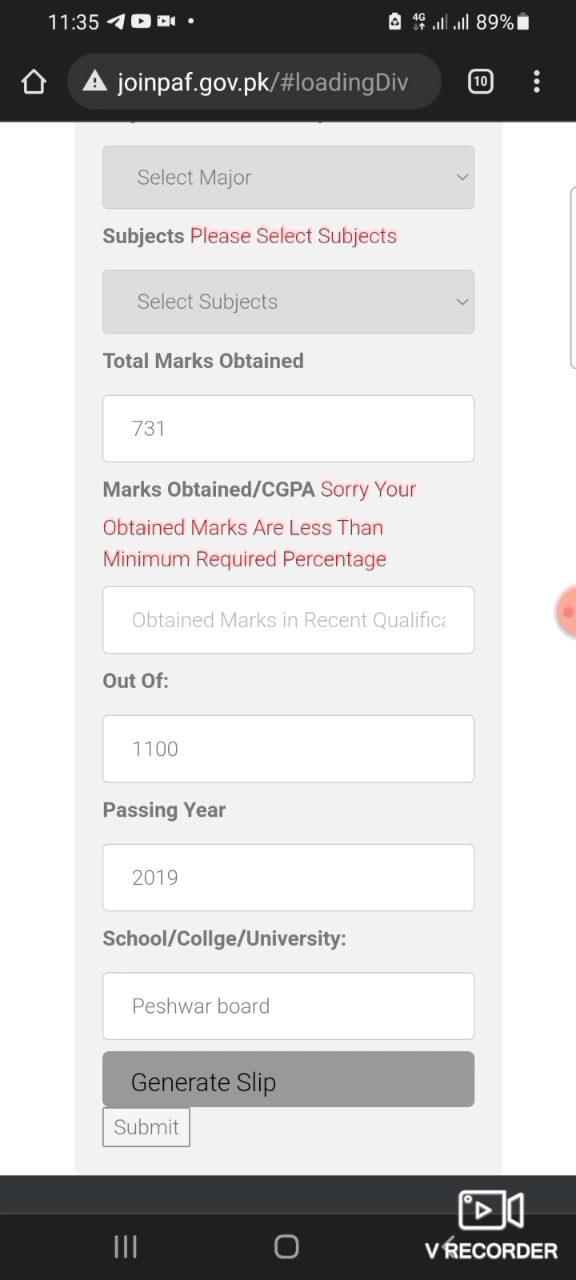 11:35
4G
89%
joinpaf.gov.pk/#loadingDiv
10
Select Major
Subjects Please Select Subjects
Select Subjects
Total Marks Obtained
731
Marks Obtained/CGPA Sorry Your
Obtained Marks Are Less Than
Minimum Required Percentage
Obtained Marks in Recent Qualifica
Out Of:
1100
Passing Year
2019
School/Collge/University:
Peshwar board
Generate Slip
Submit
V RECORDER